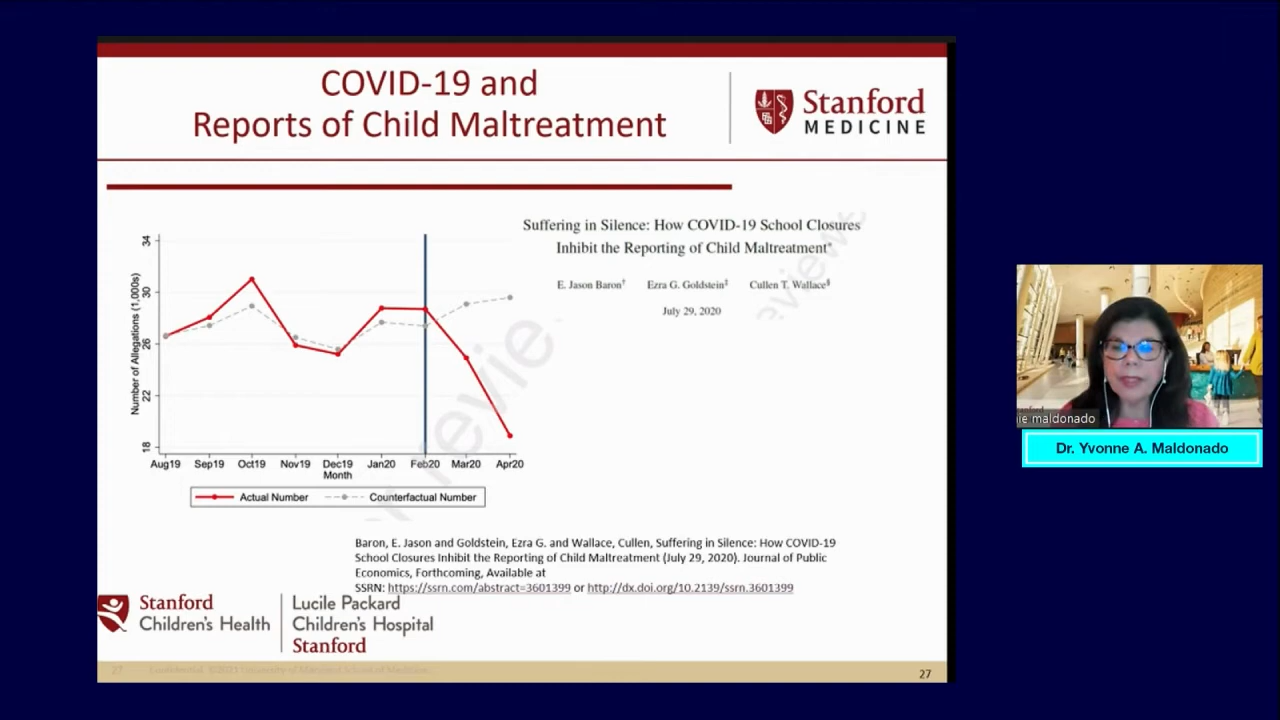 COVID-19 and
Reports of Child Maltreatment
Stanford
MEDICINE
Suffering in Silence: How COVID-19 School Closures
Inhibit the Reporting of Child Maltreatment*
E. Jason Baron† Ezra G. Goldstein‡ Cullen T. Wallace§
July 29, 2020
Number of Allegations (1,000s)
34
30
26
22
18
Aug19 Sep19 Oct19 Nov19 Dec19 Jan20 Feb20 Mar20 Apr20
Month
Actual Number Counterfactual Number
review
eviewe
Baron, E. Jason and Goldstein, Ezra G. and Wallace, Cullen, Suffering in Silence: How COVID-19
School Closures Inhibit the Reporting of Child Maltreatment (July 29, 2020). Journal of Public
Economics, Forthcoming, Available at
SSRN: https://ssrn.com/abstract=3601399 or http://dx.doi.org/10.2139/ssrn.3601399
Stanford
Children's Health
Lucile Packard
Children's Hospital
Stanford
27
27
nie maldonado
Dr. Yvonne A. Maldonado